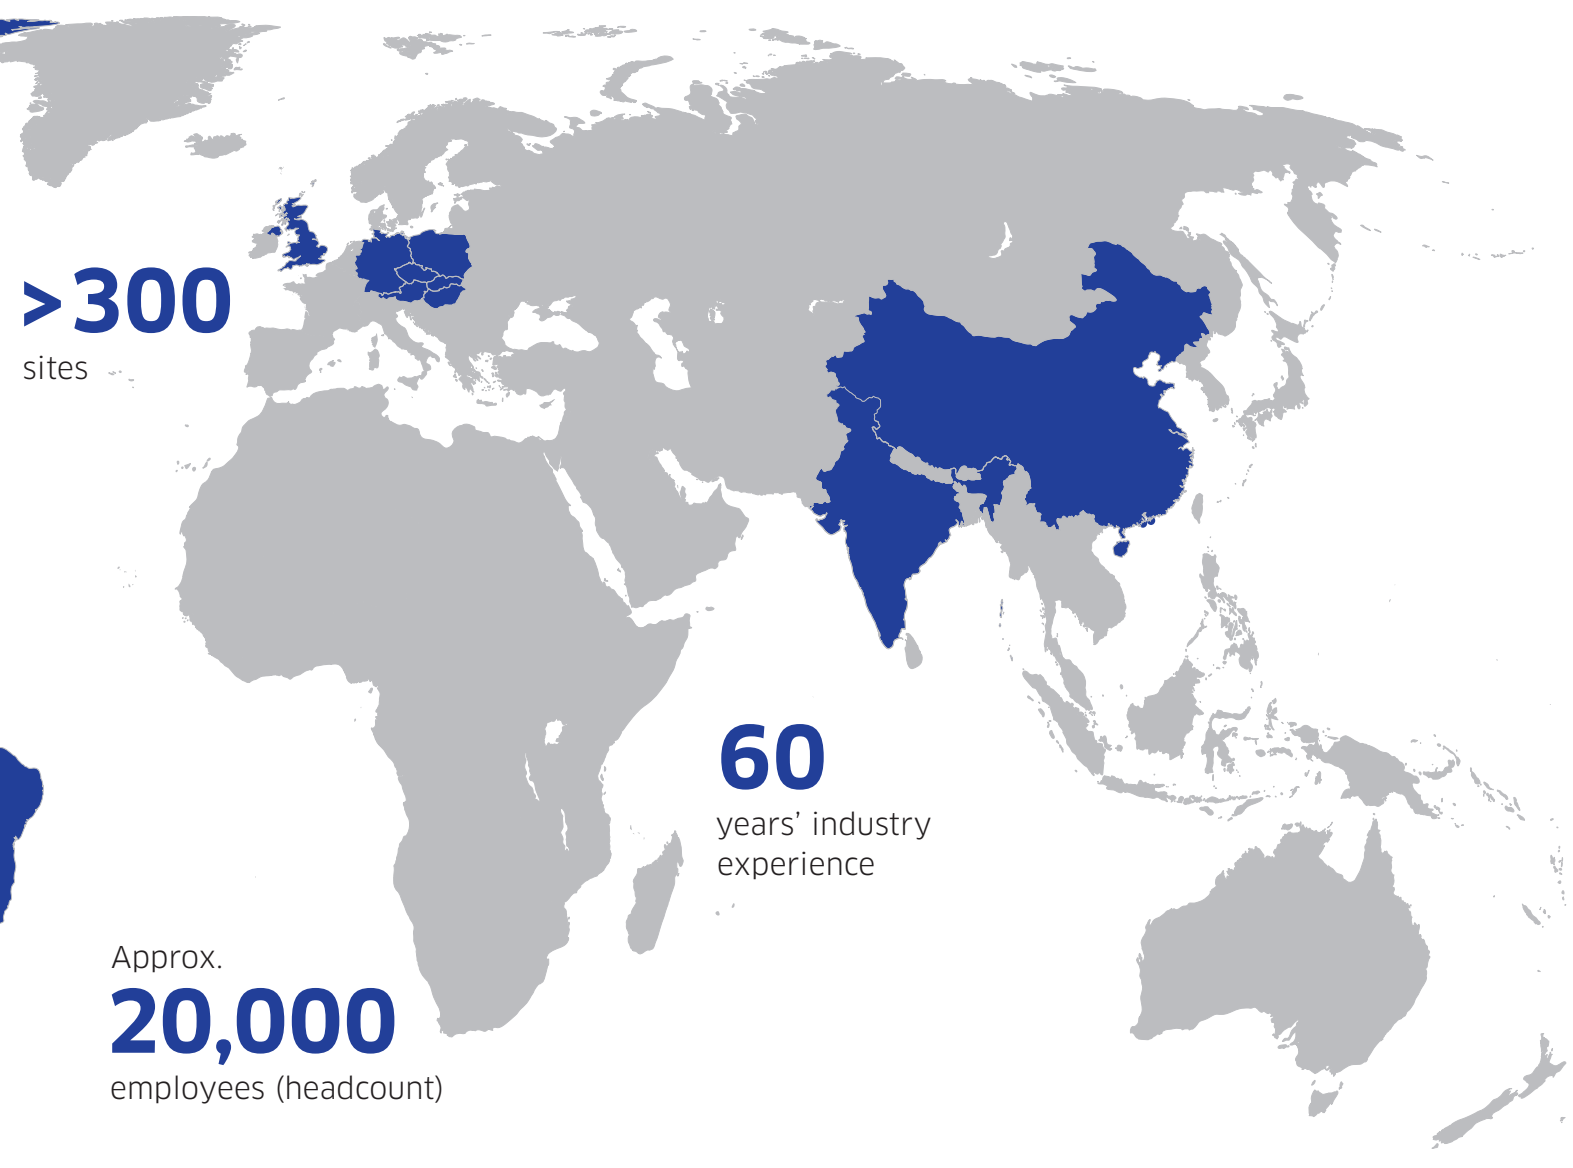 >300
sites
60
years’ industry
experience
Approx.
20,000
employees (headcount)